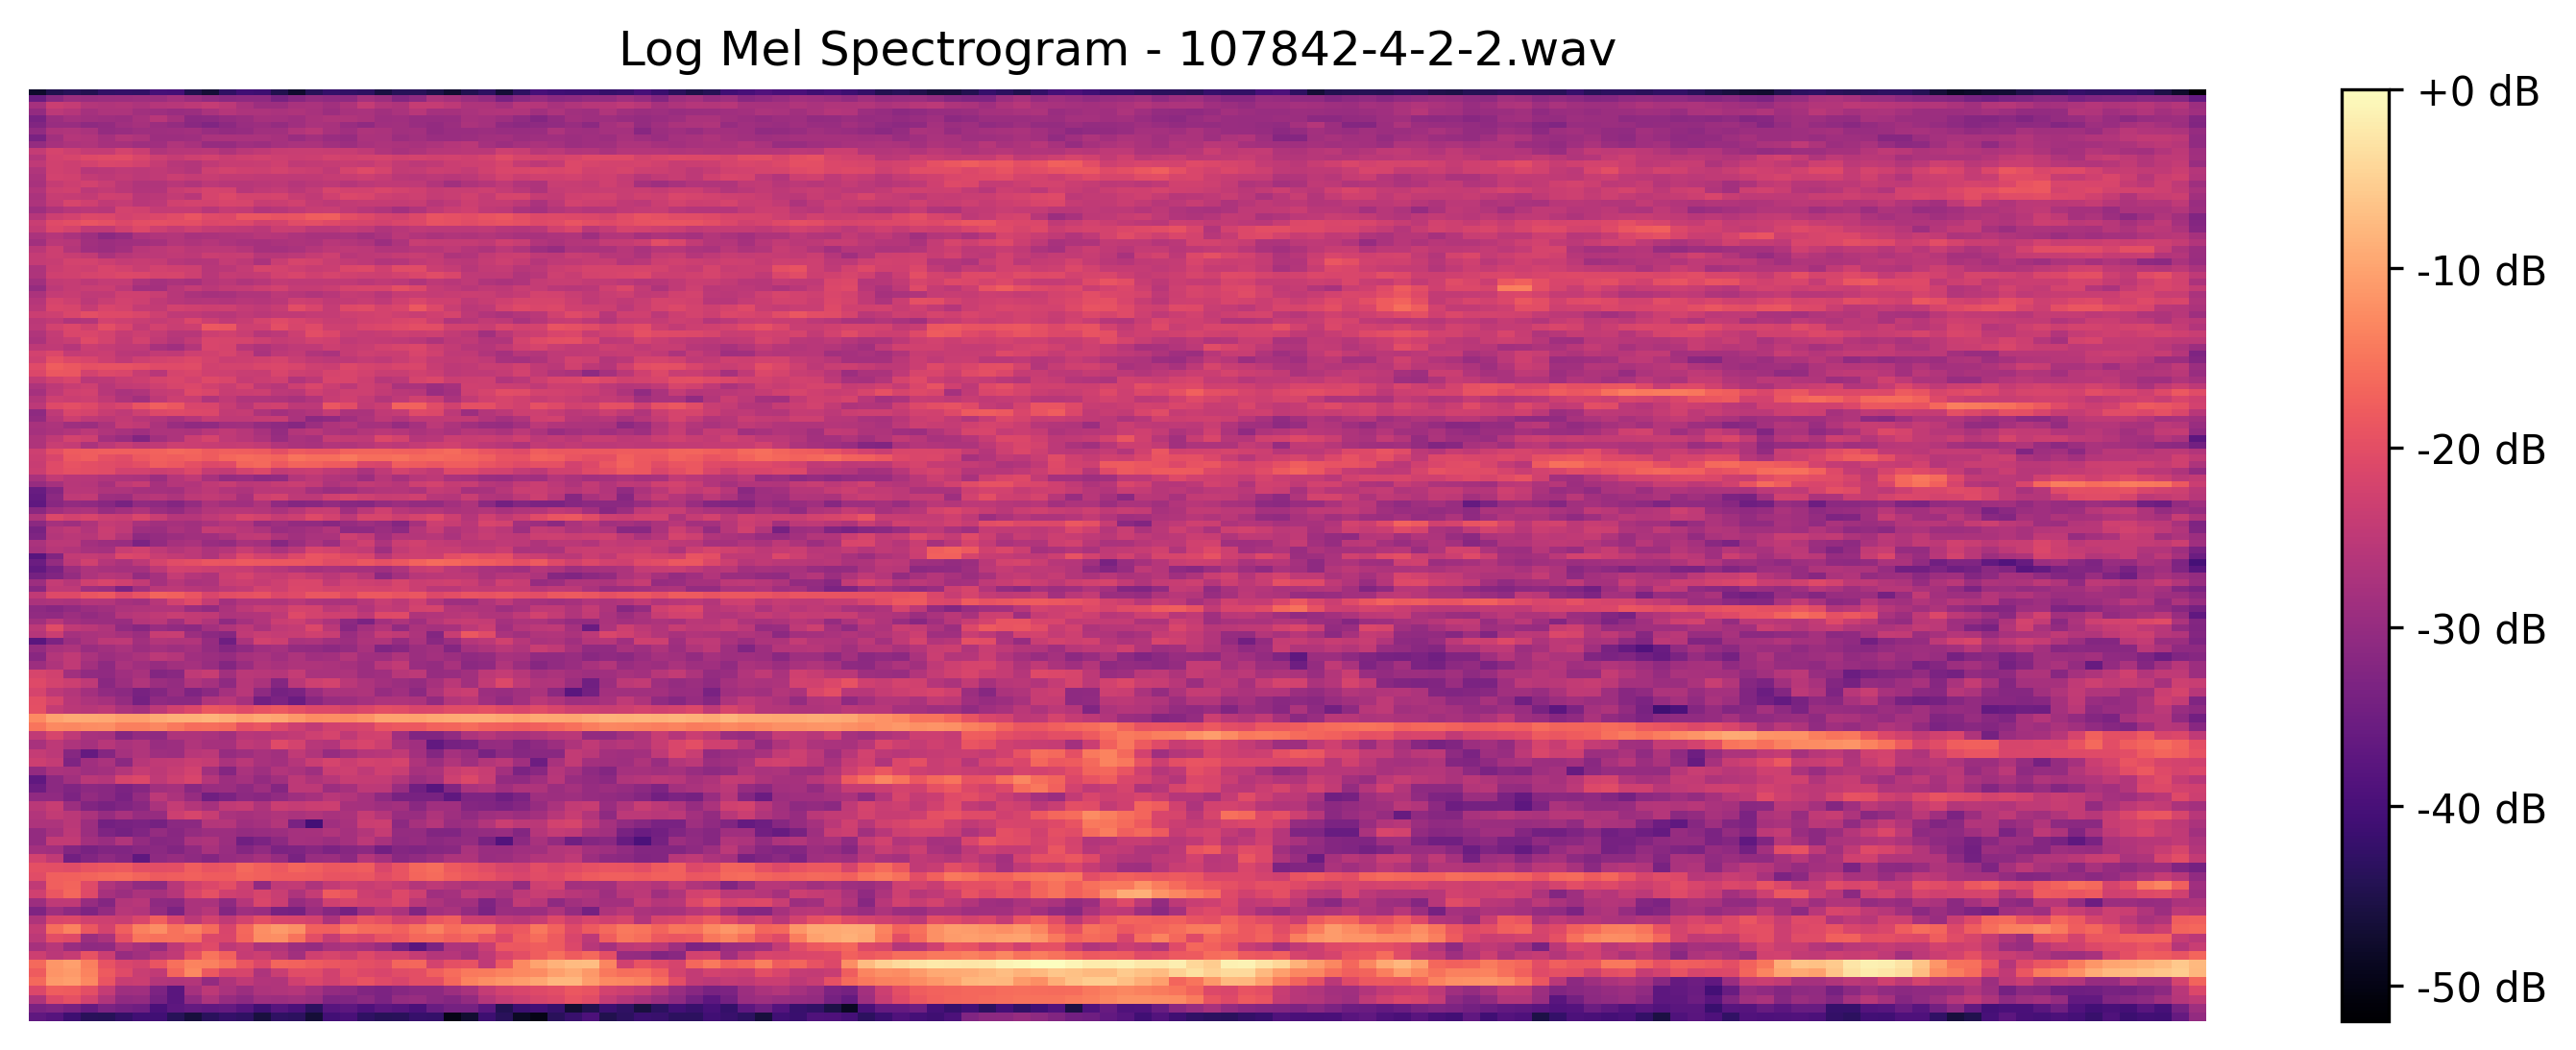 Log Mel Spectrogram - 107842-4-2-2.wav
+0 dB
-10 dB
-20 dB
-30 dB
-40 dB
-50 dB